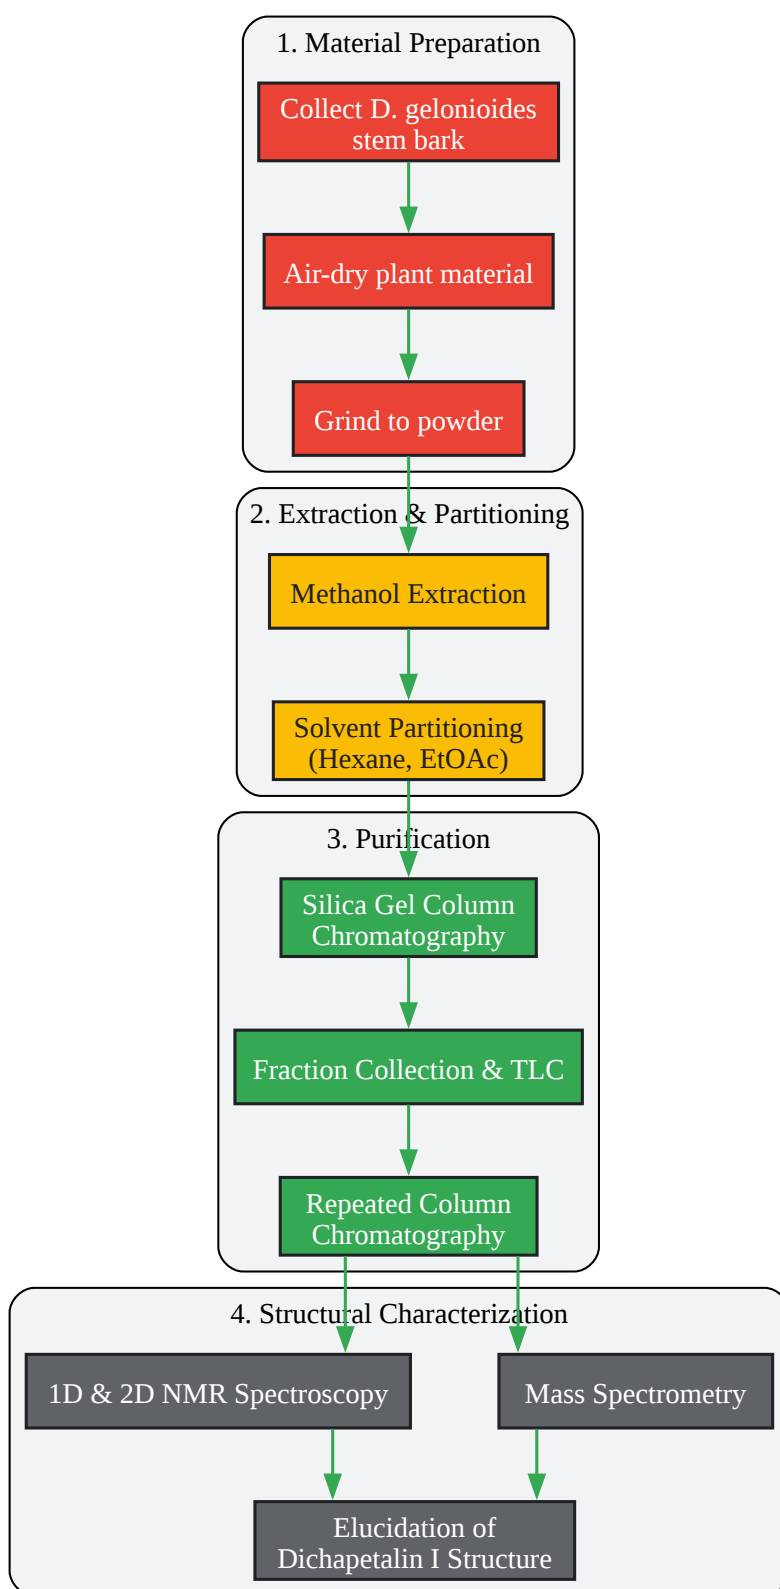 1. Material Preparation
Collect D. gelonioides
stem bark
Air-dry plant material
Grind to powder
2. Extraction & Partitioning
Methanol Extraction
Solvent Partitioning
(Hexane, EtOAc)
3. Purification
Silica Gel Column
Chromatography
Fraction Collection & TLC
Repeated Column
Chromatography
4. Structural Characterization
1D & 2D NMR Spectroscopy
Mass Spectrometry
Elucidation of
Dichapetalin I Structure